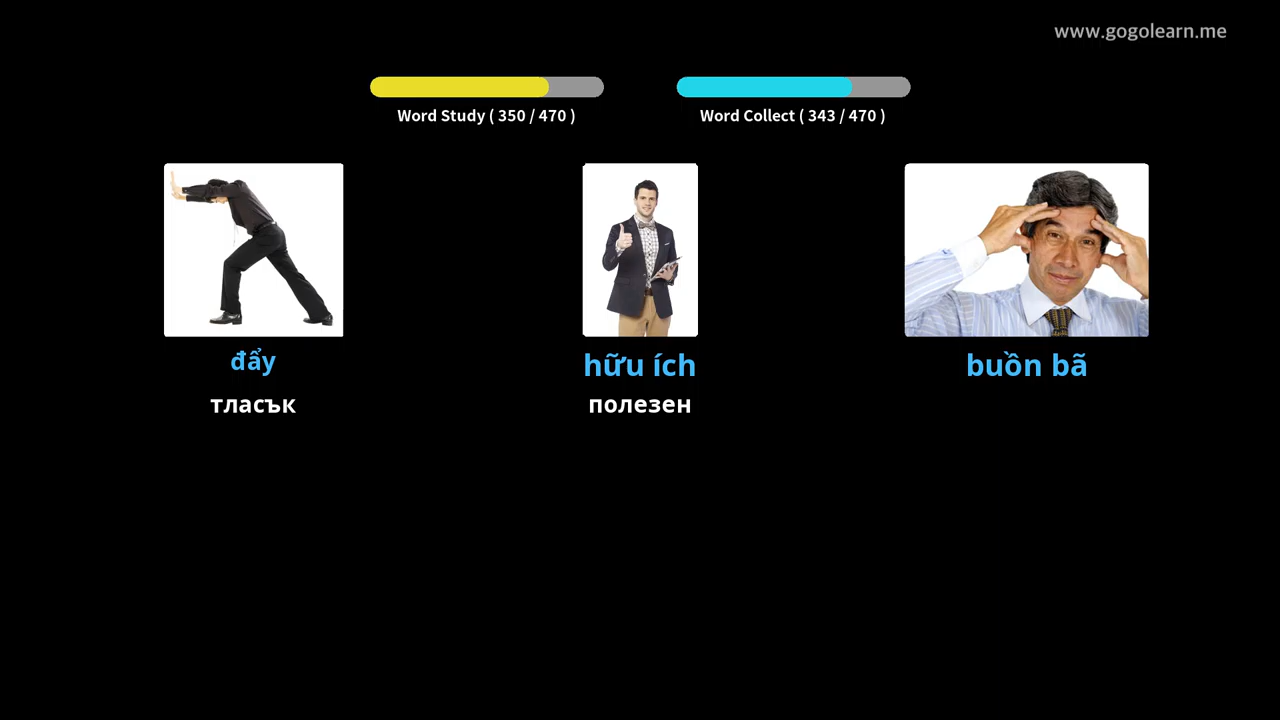 www.gogolearn.me
Word Study ( 350 / 470 )
Word Collect ( 343 / 470 )
đẩy
hữu ích
buồn bã
тласък
полезен